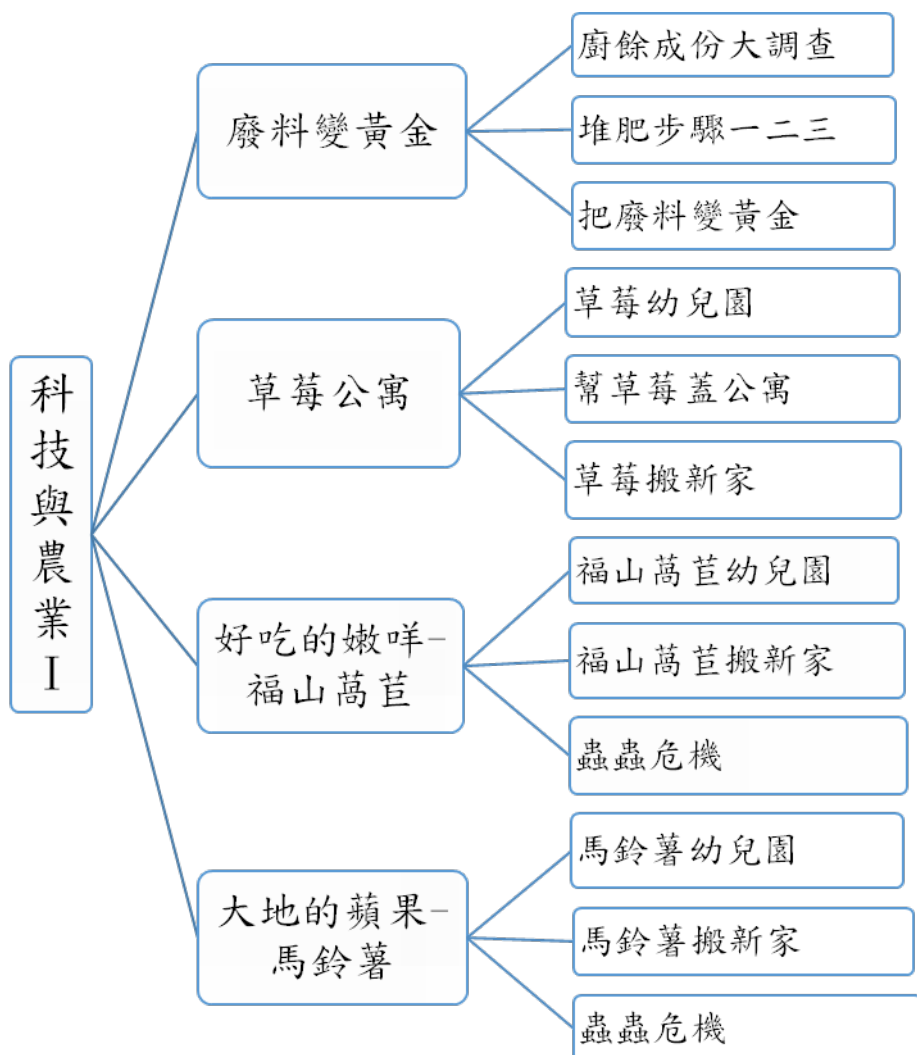 科技與農業Ⅰ
廢料變黃金
廚餘成份大調查
堆肥步驟一二三
把廢料變黃金
草莓公寓
草莓幼兒園
幫草莓蓋公寓
草莓搬新家
好吃的嫩咩-
福山萵苣
福山萵苣幼兒園
福山萵苣搬新家
蟲蟲危機
大地的蘋果-
馬鈴薯
馬鈴薯幼兒園
馬鈴薯搬新家
蟲蟲危機